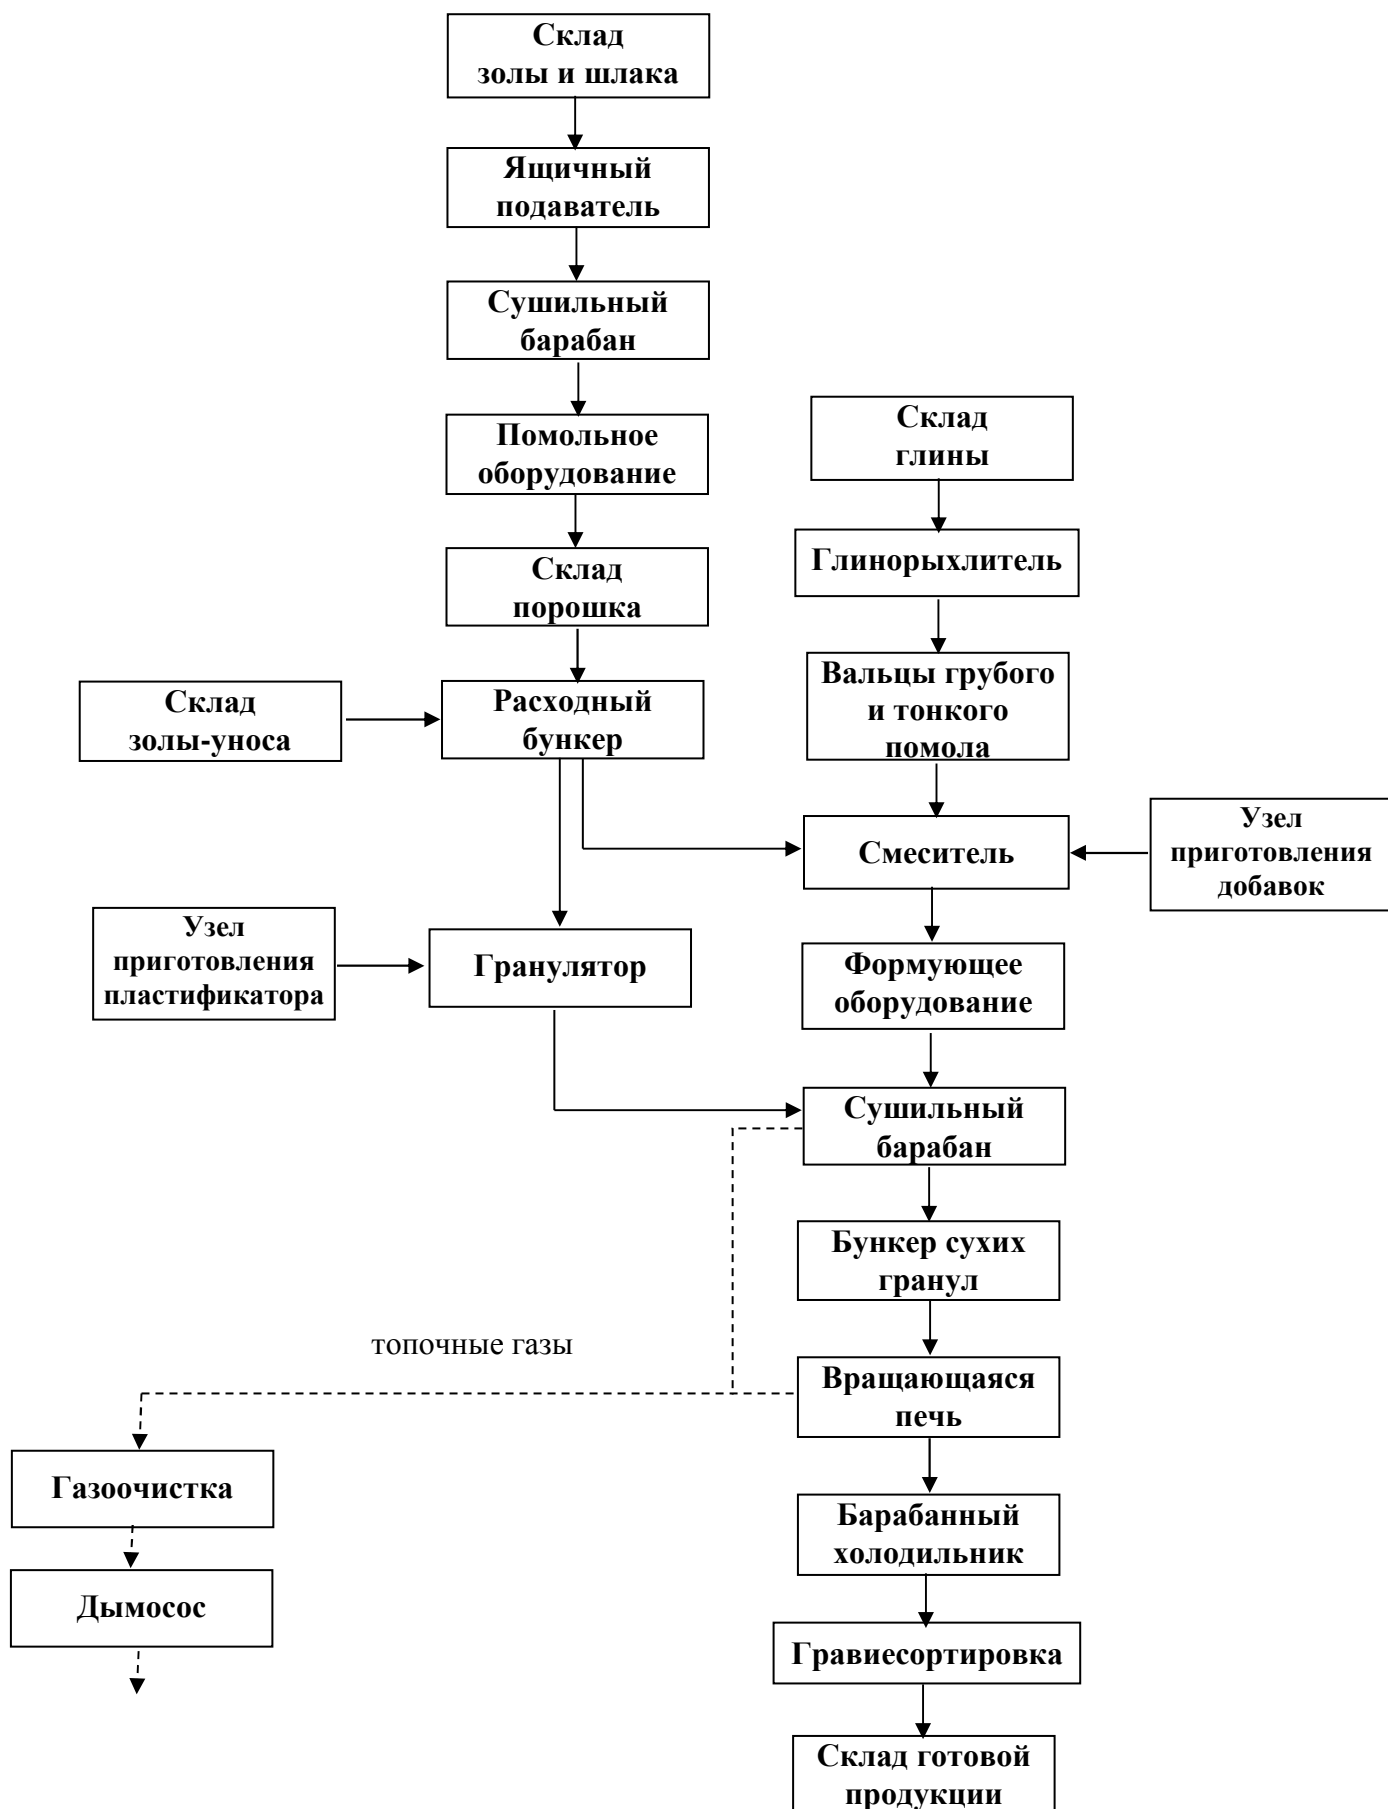 Склад
золы и шлака
Ящичный
подаватель
Сушильный
барабан
Помольное
оборудование
Склад
порошка
Склад
золы-уноса
Расходный
бункер
Склад
глины
Глинорыхлитель
Вальцы грубого
и тонкого
помола
Смеситель
Узел
приготовления
добавок
Узел
приготовления
пластификатора
Гранулятор
Формующее
оборудование
Сушильный
барабан
Бункер сухих
гранул
топочные газы
Вращающаяся
печь
Газоочистка
Дымосос
Барабанный
холодильник
Гравиесортировка
Склад готовой
продукции